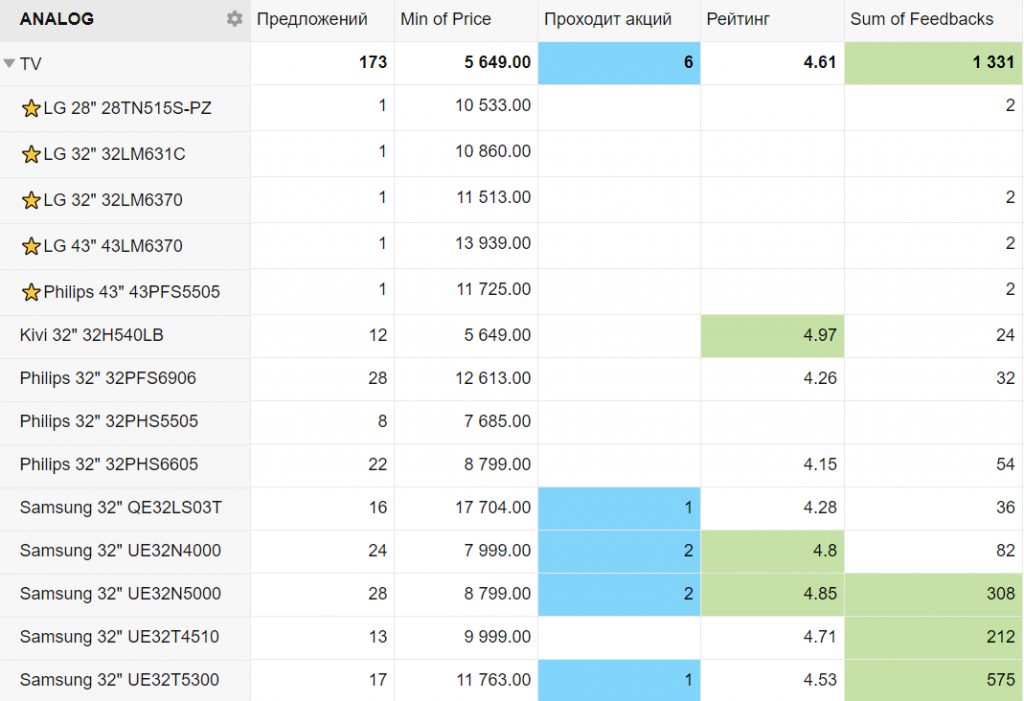 ANALOG Предложений Min of Price Проходит акций Рейтинг Sum of Feedbacks
TV 173 5 649.00 6 4.61 1 331
LG 28" 28TN515S-PZ 1 10 533.00 2
LG 32" 32LM631C 1 10 860.00
LG 32" 32LM6370 1 11 513.00 2
LG 43" 43LM6370 1 13 939.00 2
Philips 43" 43PFS5505 1 11 725.00 2
Kivi 32" 32H540LB 12 5 649.00 4.97 24
Philips 32" 32PFS6906 28 12 613.00 4.26 32
Philips 32" 32PHS5505 8 7 685.00
Philips 32" 32PHS6605 22 8 799.00 4.15 54
Samsung 32" QE32LS03T 16 17 704.00 1 4.28 36
Samsung 32" UE32N4000 24 7 999.00 2 4.8 82
Samsung 32" UE32N5000 28 8 799.00 2 4.85 308
Samsung 32" UE32T4510 13 9 999.00 4.71 212
Samsung 32" UE32T5300 17 11 763.00 1 4.53 575